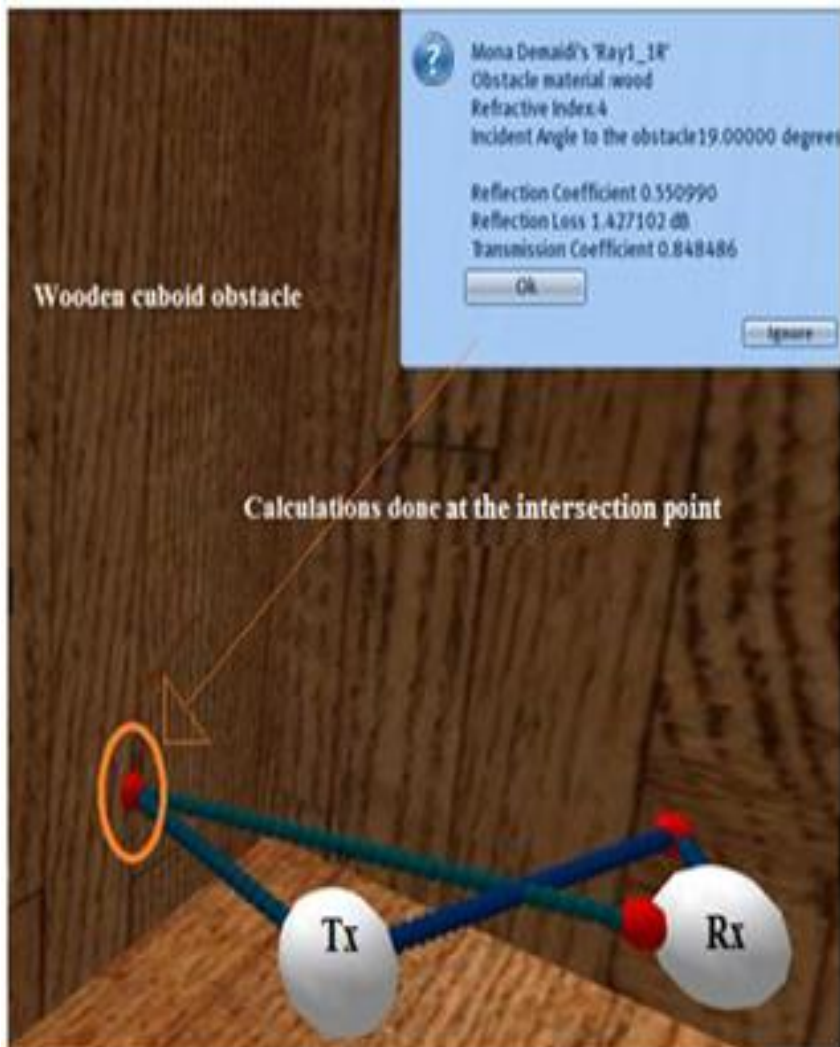 Mona Demaidi's 'Ray1_1R'
Obstacle material :wood
Refractive Index:4
Incident Angle to the obstacle19.00000 degrees
Reflection Coefficient 0.550990
Reflection Loss 1.427102 dB
Transmission Coefficient 0.848486
Ok
Ignore
Wooden cuboid obstacle
Calculations done at the intersection point
Tx
Rx